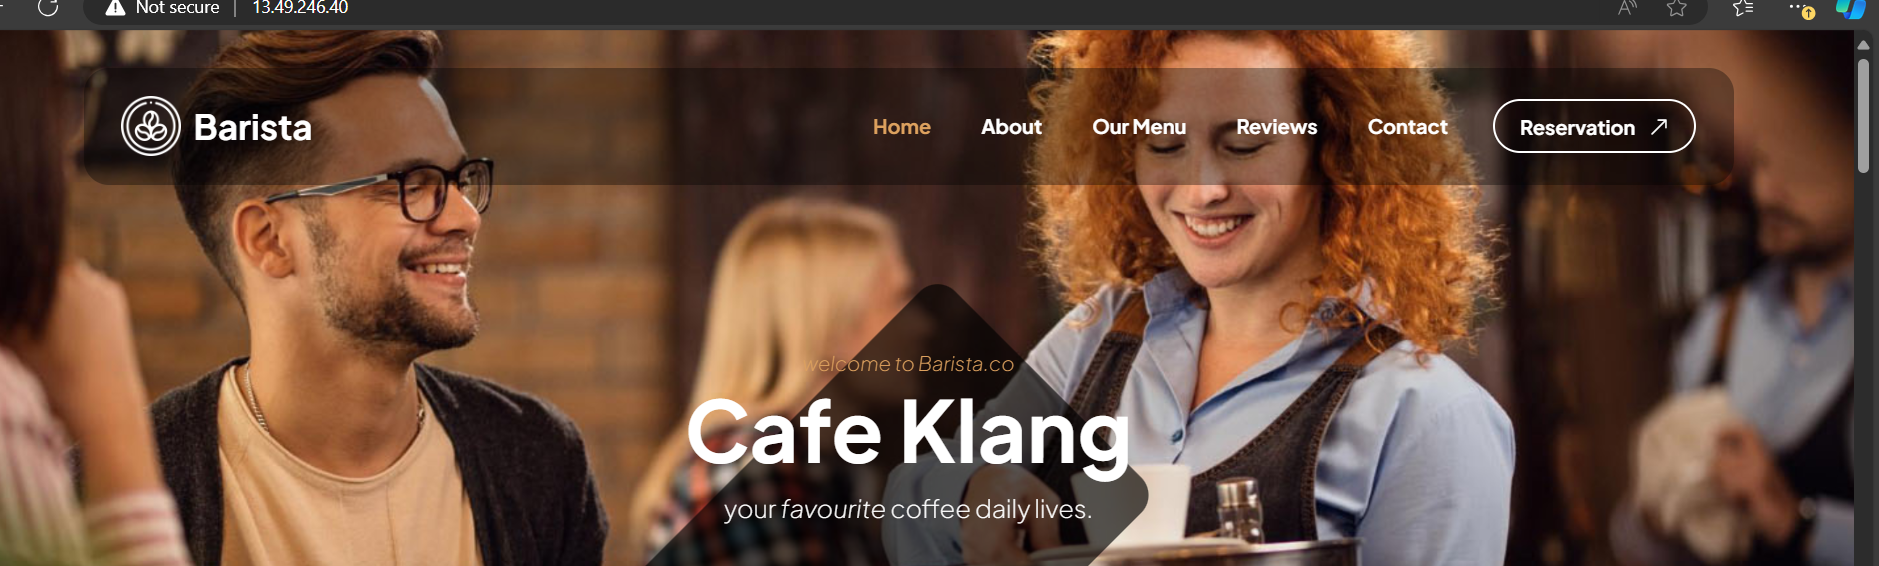 Not secure
13.49.246.40
Barista
Home
About
Our Menu
Reviews
Contact
Reservation
welcome to Barista.co
Cafe Klang
your favourite coffee daily lives.